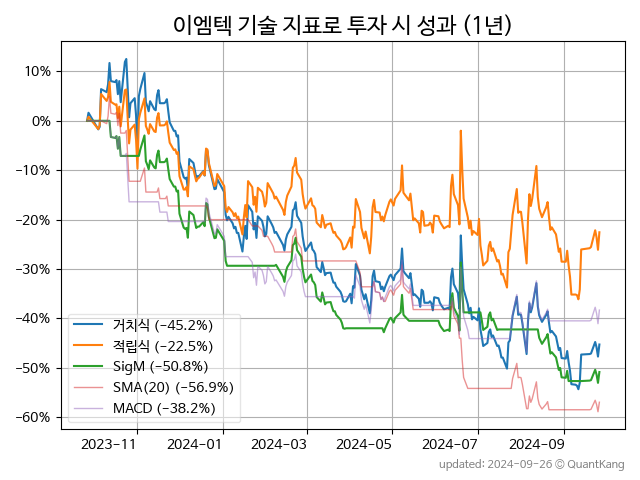 이엠텍 기술 지표로 투자 시 성과 (1년)
10%
0%
−10%
−20%
−30%
−40%
−50%
−60%
거치식 (−45.2%)
적립식 (−22.5%)
SigM (−50.8%)
SMA(20) (−56.9%)
MACD (−38.2%)
2023−11 2024−01 2024−03 2024−05 2024−07 2024−09
updated: 2024−09−26 © QuantKang